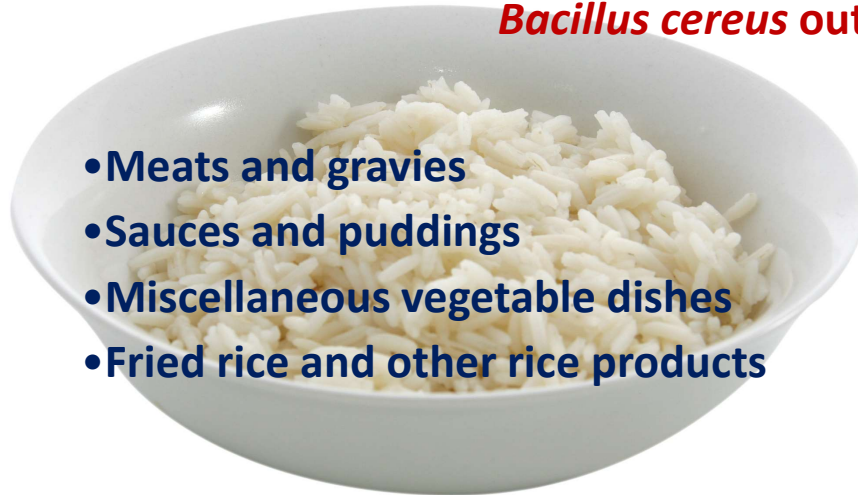 Bacillus cereus out
•Meats and gravies
•Sauces and puddings
•Miscellaneous vegetable dishes
•Fried rice and other rice products